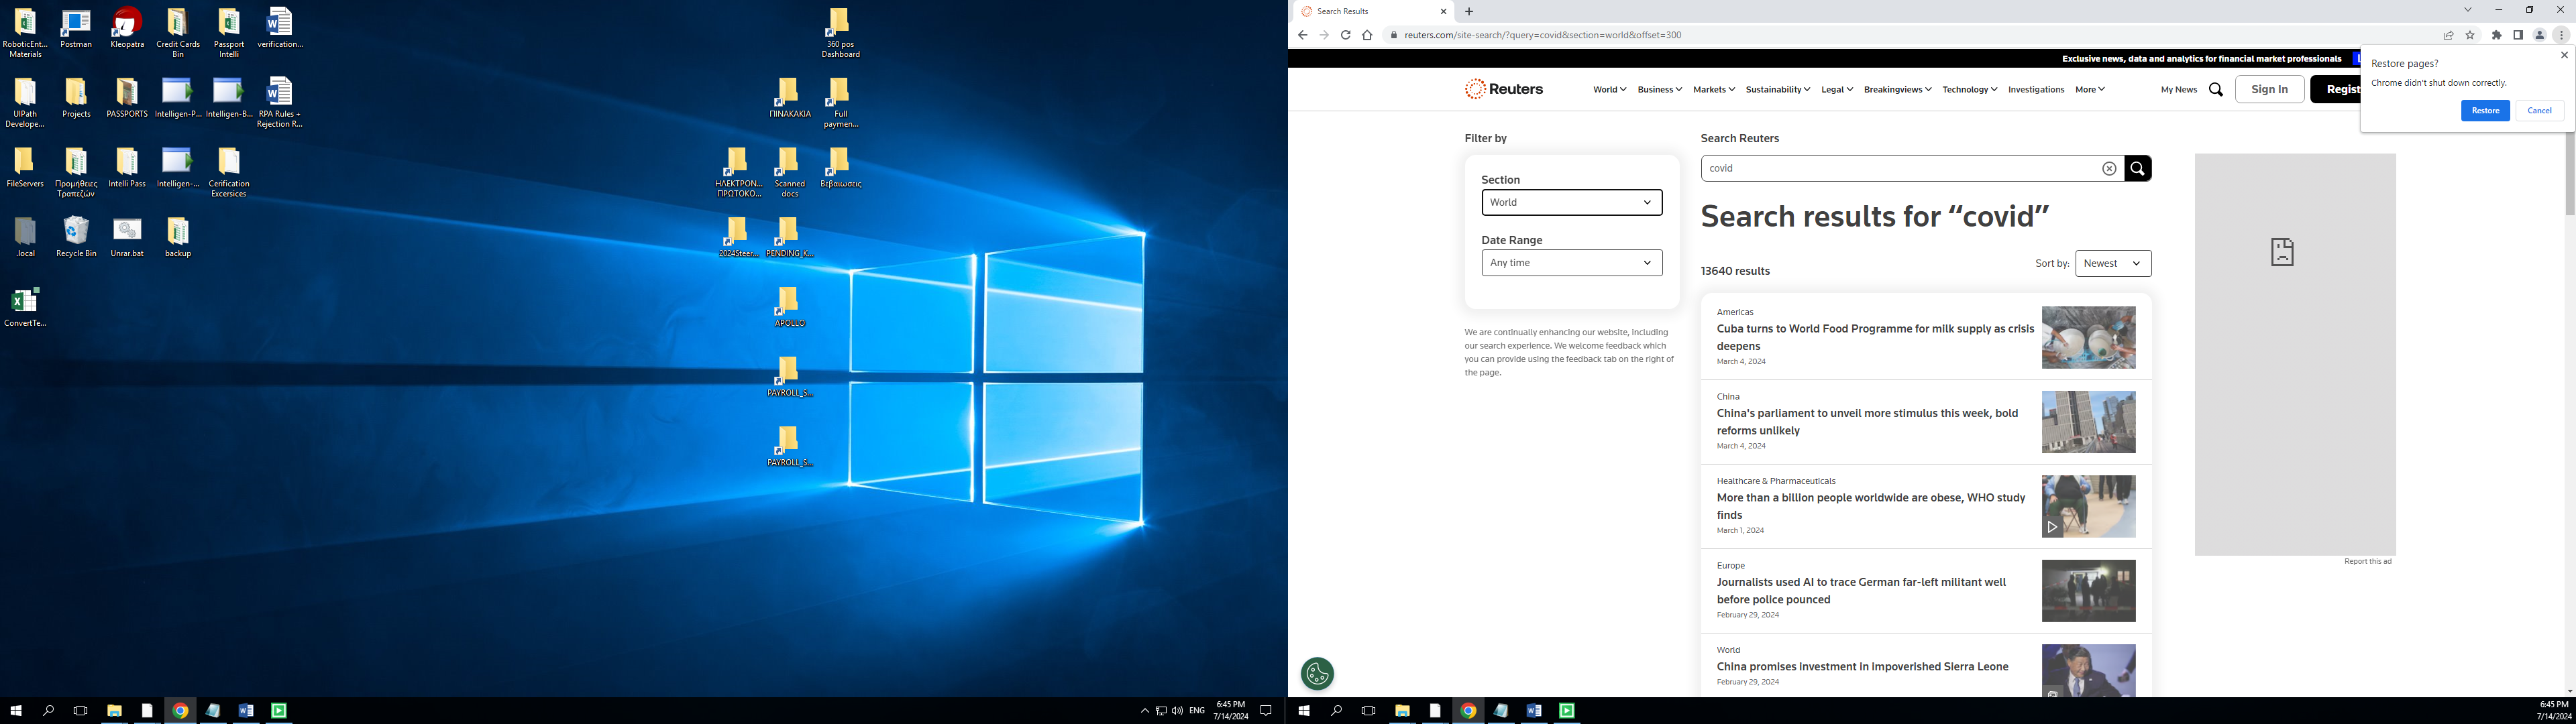 RoboticEnt...
Materials
Postman
Kleopatra
Credit Cards
Bin
Passport
Intelli
verification...
360 pos
Dashboard
UIPath
Develope...
Projects
PASSPORTS
Intelligen-P...
Intelligen-B...
RPA Rules +
Rejection R...
ΠΙΝΑΚΑΚΙΑ
Full
paymen...
FileServers
Προμήθειες
Τραπεζών
Intelli Pass
Intelligen-...
Cerification
Excersices
ΗΛΕΚΤΡΟΝ...
ΠΡΩΤΟΚΟ...
Scanned
docs
Βεβαιωσεις
.local
Recycle Bin
Unrar.bat
backup
2024Steer...
PENDING_K...
ConvertTe...
APOLLO
PAYROLL_S...
PAYROLL_S...
ENG
6:45 PM
7/14/2024
Search Results
reuters.com/site-search/?query=covid&section=world&offset=300
Exclusive news, data and analytics for financial market professionals
Restore pages?
Chrome didn't shut down correctly.
Restore
Cancel
Reuters
World
Business
Markets
Sustainability
Legal
Breakingviews
Technology
Investigations
More
My News
Sign In
Regist
Filter by
Section
World
Date Range
Any time
We are continually enhancing our website, including
our search experience. We welcome feedback which
you can provide using the feedback tab on the right of
the page.
Search Reuters
covid
Search results for “covid”
13640 results
Sort by:
Newest
Americas
Cuba turns to World Food Programme for milk supply as crisis
deepens
March 4, 2024
China
China's parliament to unveil more stimulus this week, bold
reforms unlikely
March 4, 2024
Healthcare & Pharmaceuticals
More than a billion people worldwide are obese, WHO study
finds
March 1, 2024
Europe
Journalists used AI to trace German far-left militant well
before police pounced
February 29, 2024
World
China promises investment in impoverished Sierra Leone
February 29, 2024
Report this ad
6:45 PM
7/14/2024